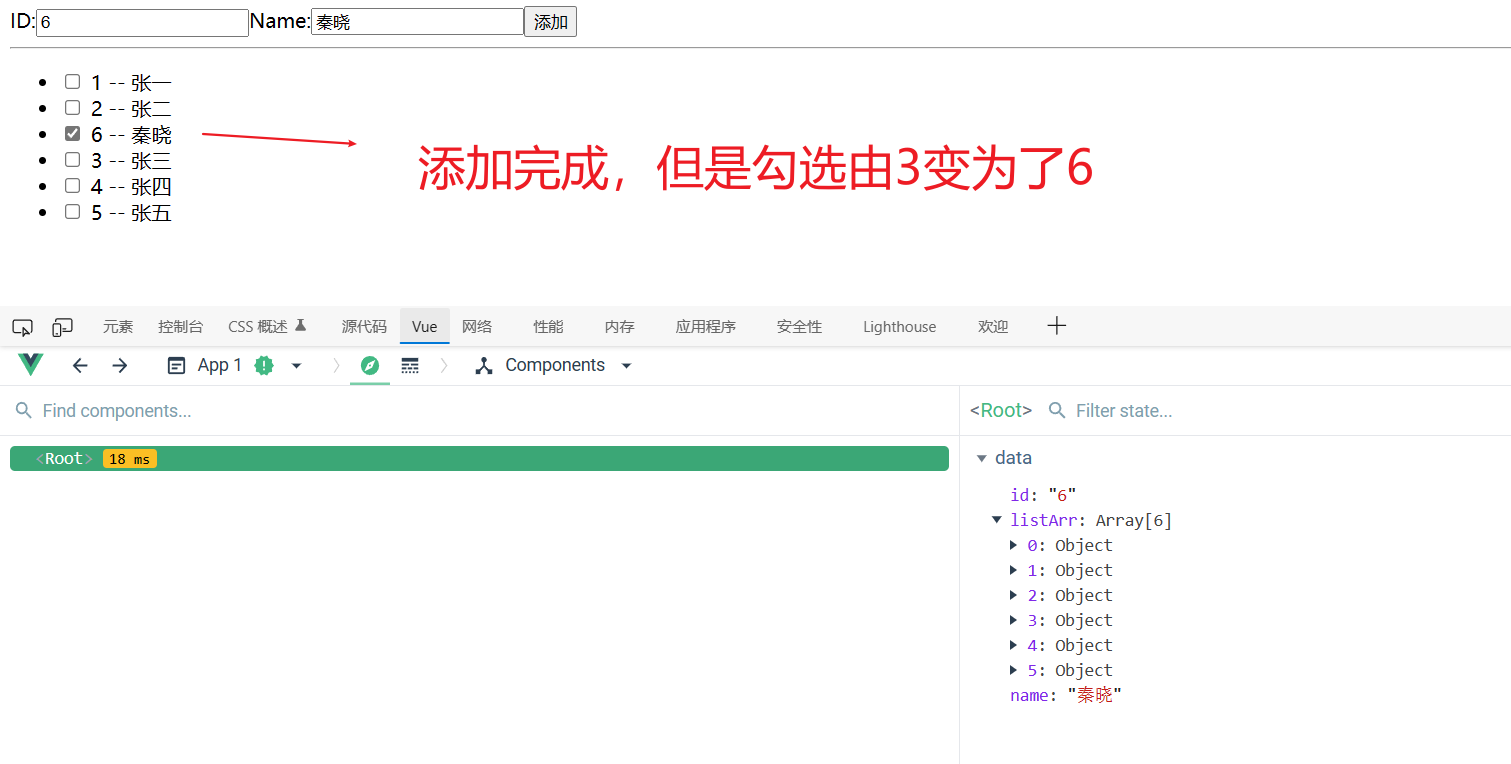 ID:6Name:秦晓添加
1 -- 张一
2 -- 张二
6 -- 秦晓
3 -- 张三
4 -- 张四
5 -- 张五
添加完成，但是勾选由3变为了6
元素 控制台 CSS 概述 源代码 Vue 网络 性能 内存 应用程序 安全性 Lighthouse 欢迎
App 1 Components
Find components...
<Root> Filter state...
<Root> 18 ms
data
id: "6"
listArr: Array[6]
0: Object
1: Object
2: Object
3: Object
4: Object
5: Object
name: "秦晓"